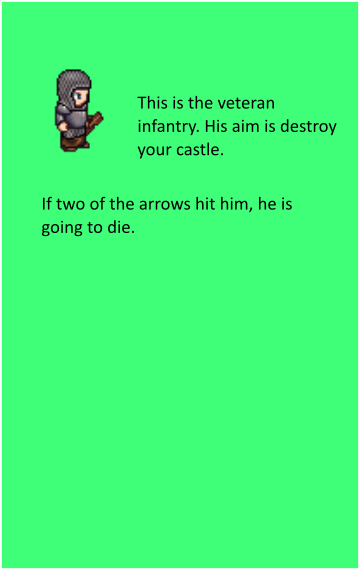 This is the veteran
infantry. His aim is destroy
your castle.
If two of the arrows hit him, he is
going to die.